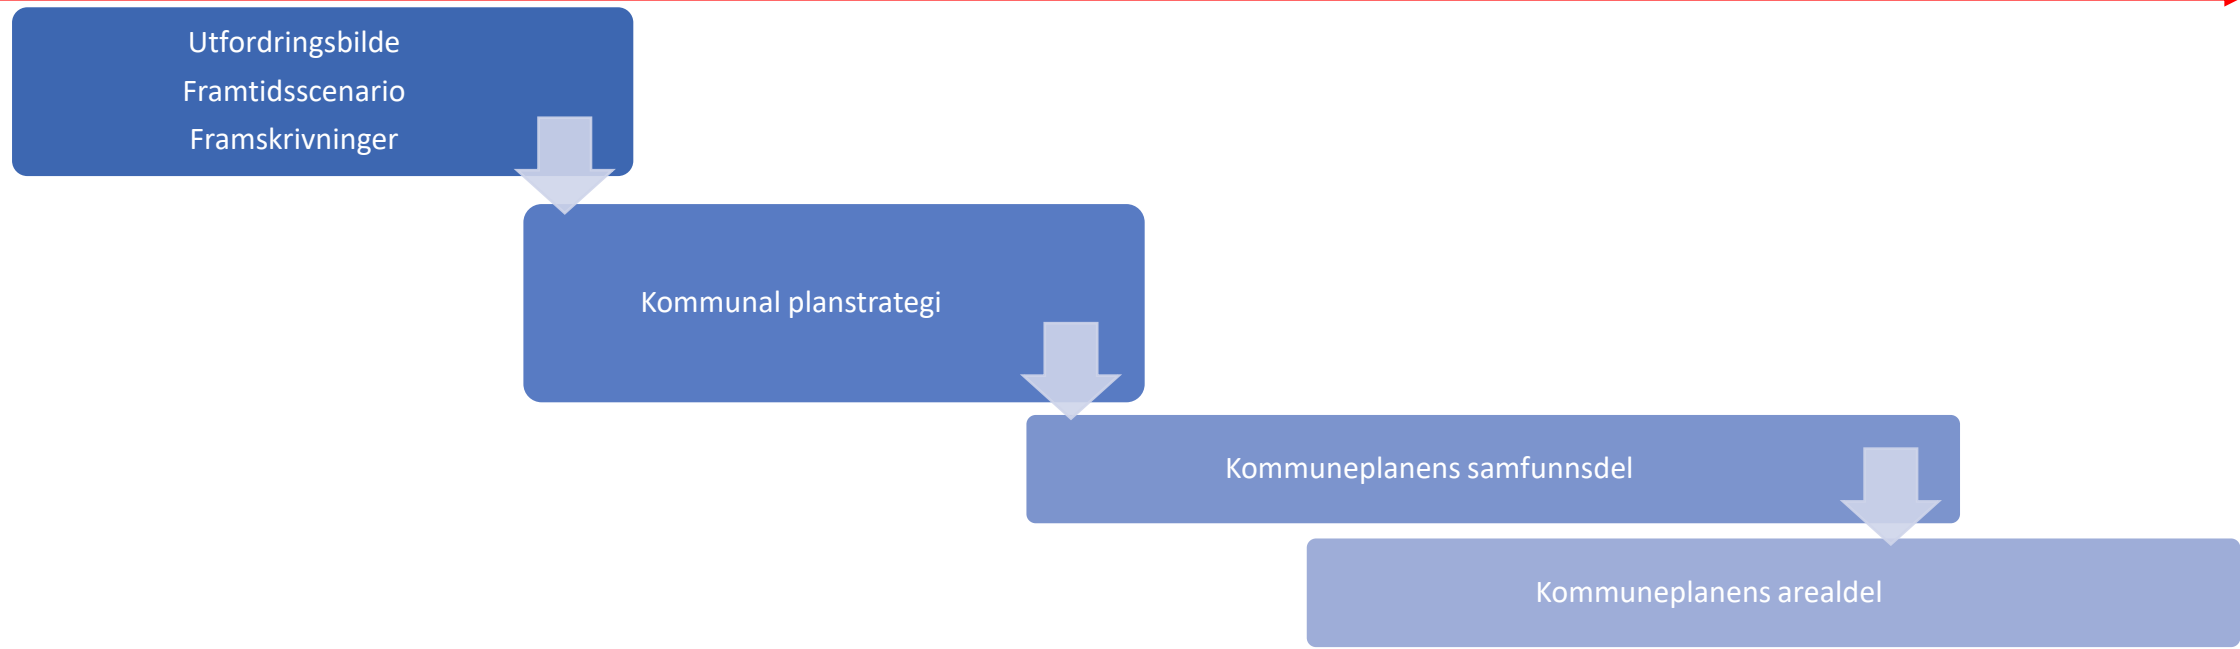 Utfordringsbilde
Framtidsscenario
Framskrivninger
Kommunal planstrategi
Kommuneplanens samfunnsdel
Kommuneplanens arealdel